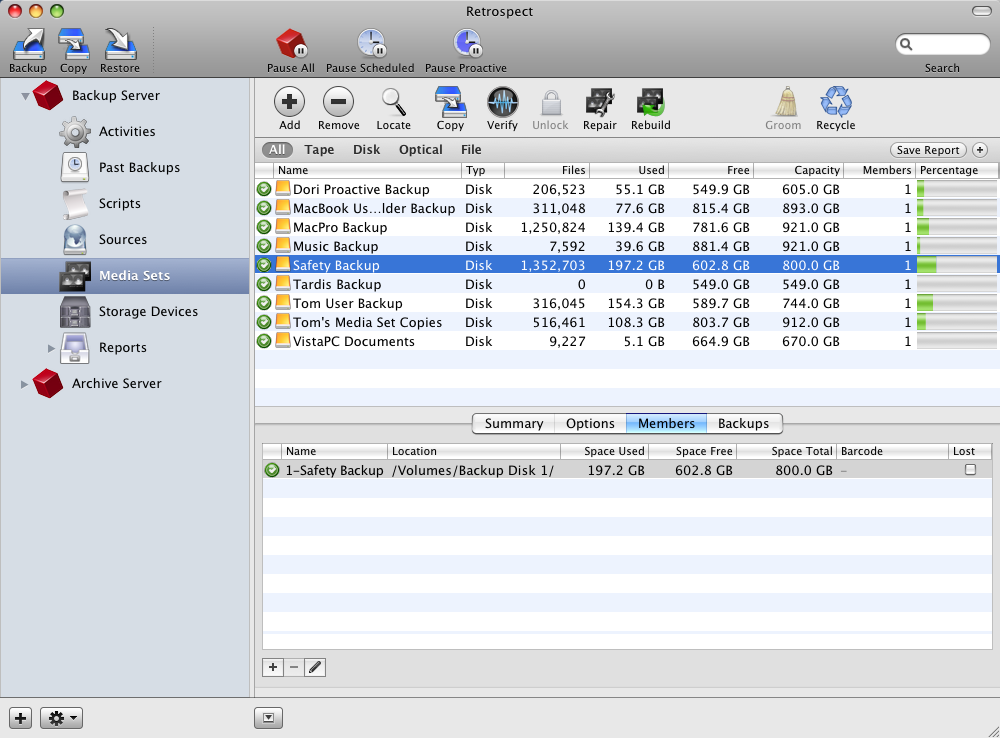 Retrospect
Backup Copy Restore Pause All Pause Scheduled Pause Proactive Search
Backup Server
Activities
Past Backups
Scripts
Sources
Media Sets
Storage Devices
Reports
Archive Server
Add Remove Locate Copy Verify Unlock Repair Rebuild Groom Recycle
All Tape Disk Optical File Save Report
Name Typ Files Used Free Capacity Members Percentage
Dori Proactive Backup Disk 206,523 55.1 GB 549.9 GB 605.0 GB 1
MacBook Us...lder Backup Disk 311,048 77.6 GB 815.4 GB 893.0 GB 1
MacPro Backup Disk 1,250,824 139.4 GB 781.6 GB 921.0 GB 1
Music Backup Disk 7,592 39.6 GB 881.4 GB 921.0 GB 1
Safety Backup Disk 1,352,703 197.2 GB 602.8 GB 800.0 GB 1
Tardis Backup Disk 0 0 B 549.0 GB 549.0 GB 1
Tom User Backup Disk 316,045 154.3 GB 589.7 GB 744.0 GB 1
Tom's Media Set Copies Disk 516,461 108.3 GB 803.7 GB 912.0 GB 1
VistaPC Documents Disk 9,227 5.1 GB 664.9 GB 670.0 GB 1
Summary Options Members Backups
Name Location Space Used Space Free Space Total Barcode Lost
1-Safety Backup /Volumes/Backup Disk 1/ 197.2 GB 602.8 GB 800.0 GB –